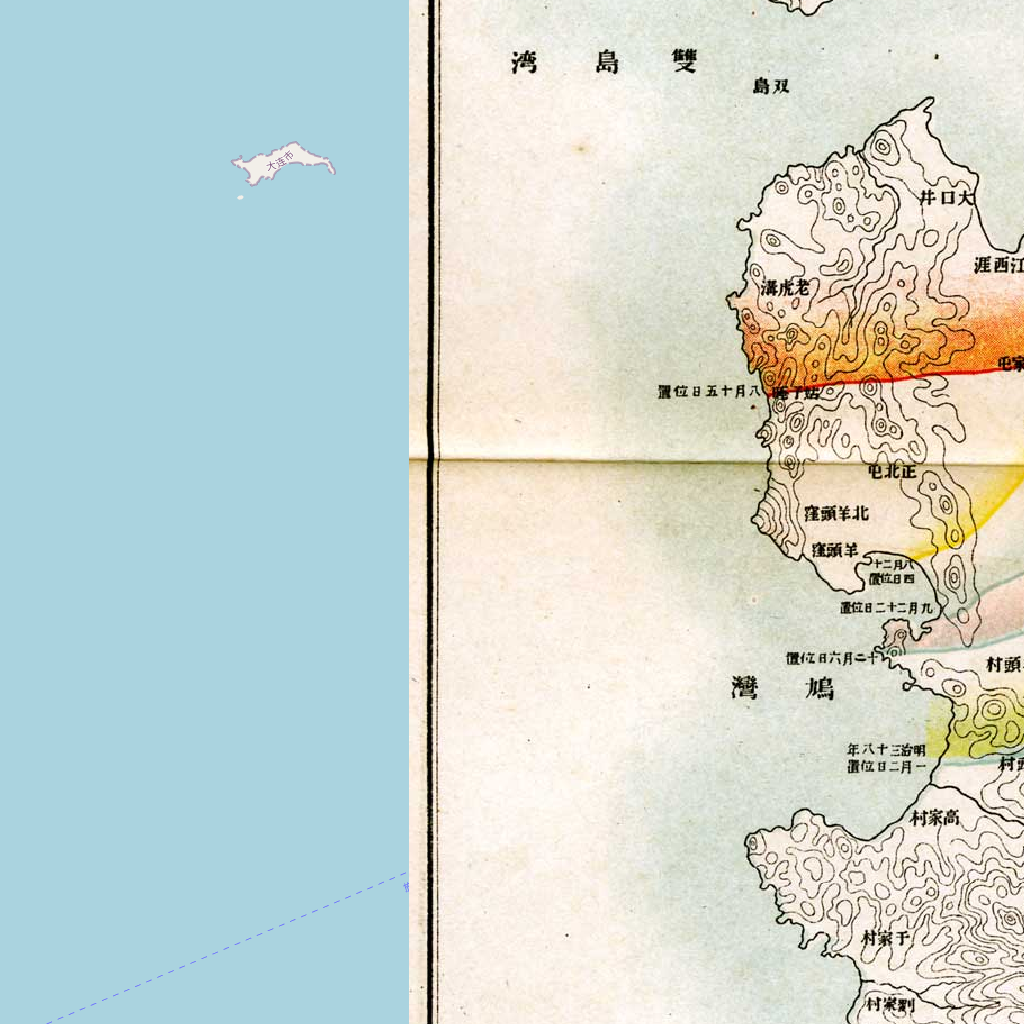 大连市
雙島湾
双島
大口井
江西涯
老虎溝
家屯
八月十五日位置
正北屯
北羊頭窪
羊頭窪
八月二十
四日位置
九月二十二日位置
十二月六日位置
頭村
鳩灣
明治三十八年
一月二日位置
頭村
高家村
于家村
劉家村